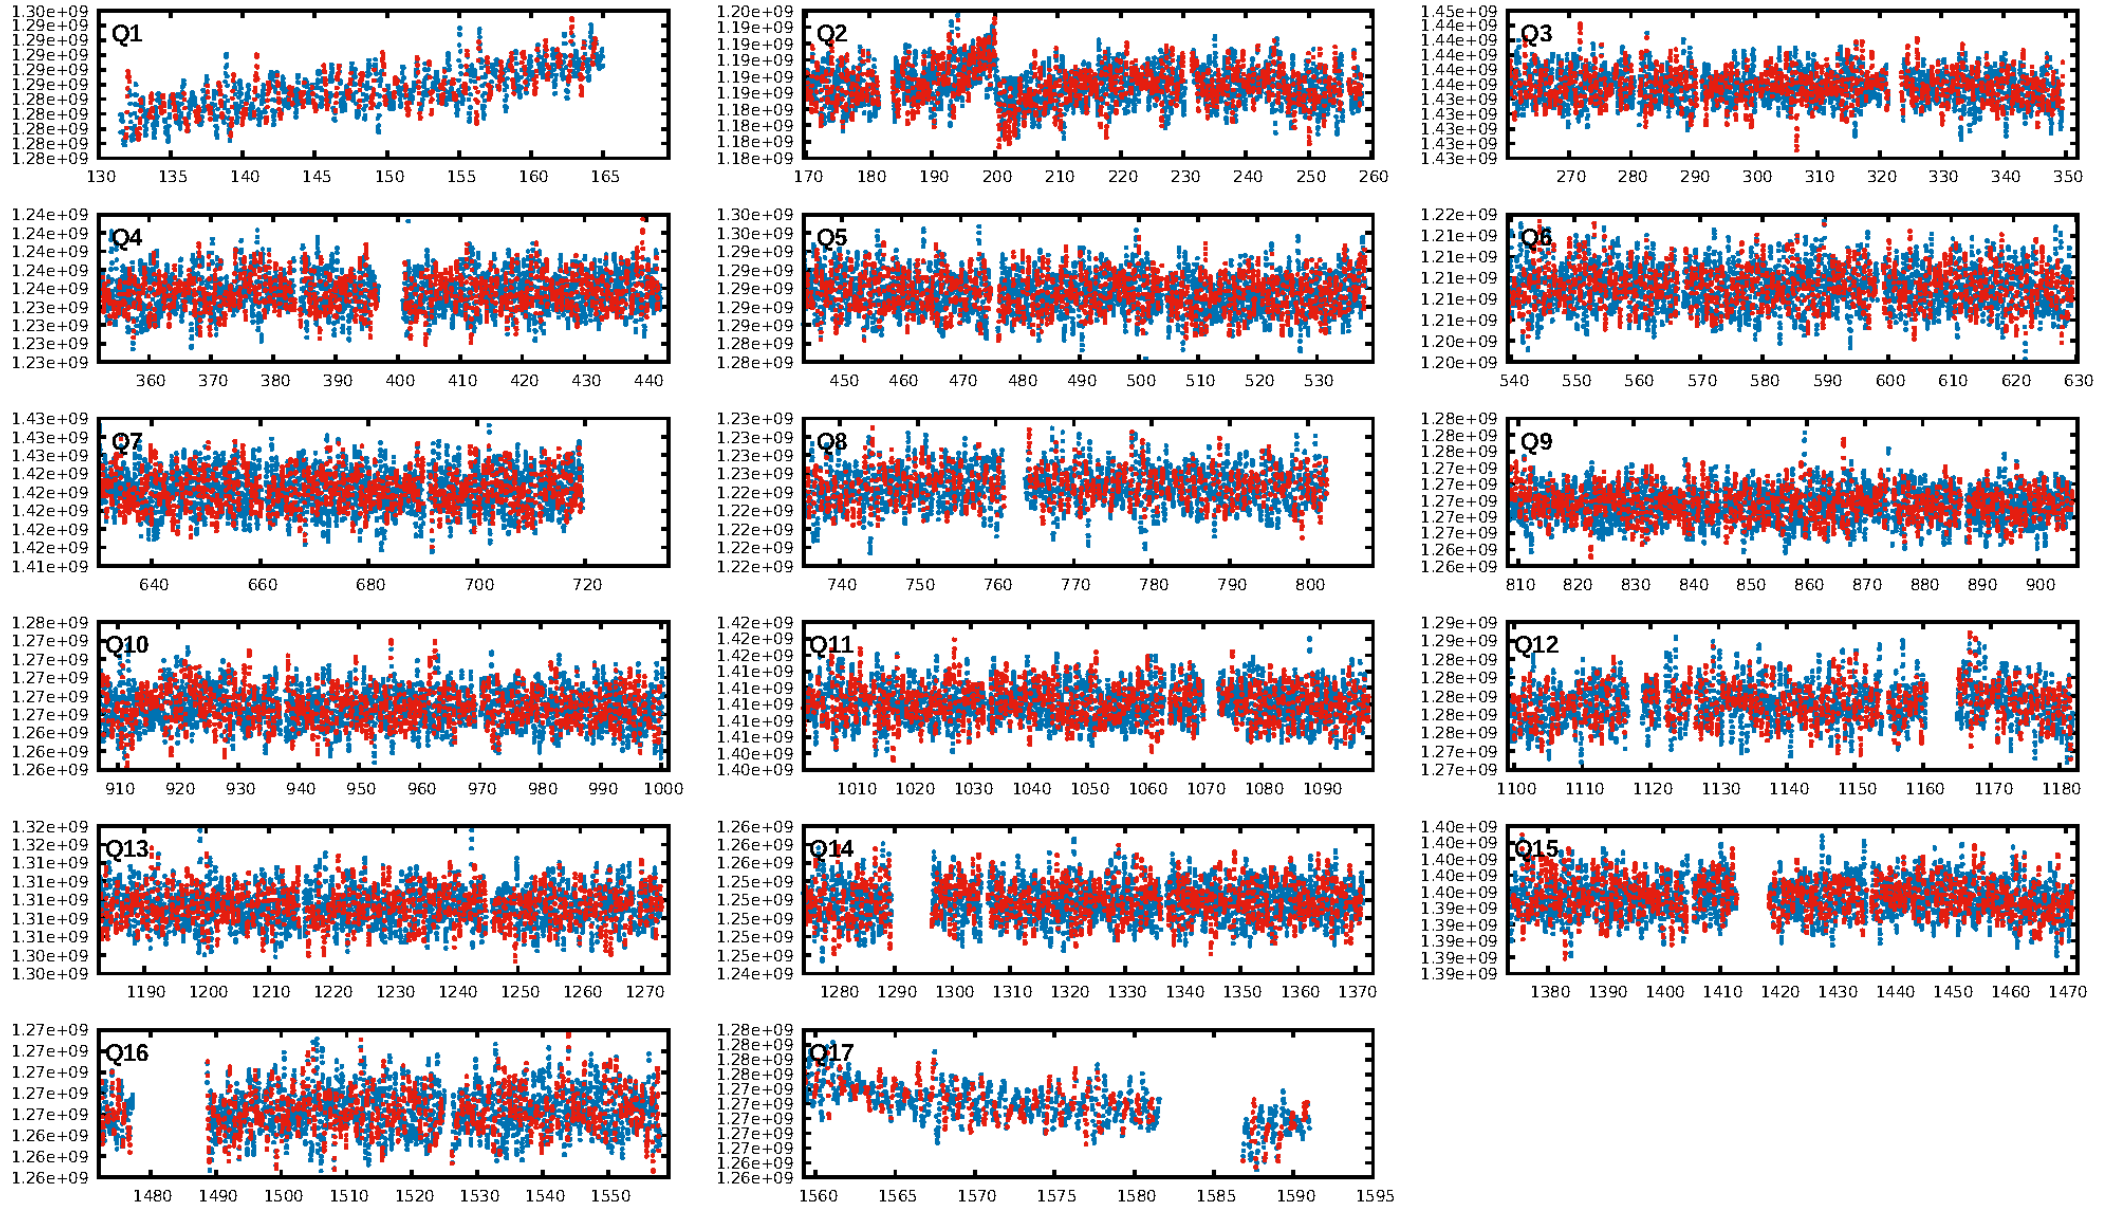 Q1
1.30e+09
1.29e+09
1.29e+09
1.29e+09
1.29e+09
1.29e+09
1.28e+09
1.28e+09
1.28e+09
1.28e+09
1.28e+09
130 135 140 145 150 155 160 165
Q2
1.20e+09
1.19e+09
1.19e+09
1.19e+09
1.19e+09
1.19e+09
1.18e+09
1.18e+09
1.18e+09
1.18e+09
170 180 190 200 210 220 230 240 250 260
Q3
1.45e+09
1.44e+09
1.44e+09
1.44e+09
1.44e+09
1.44e+09
1.43e+09
1.43e+09
1.43e+09
1.43e+09
1.43e+09
270 280 290 300 310 320 330 340 350
Q4
1.24e+09
1.24e+09
1.24e+09
1.24e+09
1.24e+09
1.23e+09
1.23e+09
1.23e+09
1.23e+09
360 370 380 390 400 410 420 430 440
Q5
1.30e+09
1.30e+09
1.29e+09
1.29e+09
1.29e+09
1.29e+09
1.29e+09
1.28e+09
1.28e+09
450 460 470 480 490 500 510 520 530
Q6
1.22e+09
1.21e+09
1.21e+09
1.21e+09
1.21e+09
1.21e+09
1.20e+09
1.20e+09
540 550 560 570 580 590 600 610 620 630
Q7
1.43e+09
1.43e+09
1.43e+09
1.42e+09
1.42e+09
1.42e+09
1.42e+09
1.42e+09
1.41e+09
640 660 680 700 720
Q8
1.23e+09
1.23e+09
1.23e+09
1.23e+09
1.22e+09
1.22e+09
1.22e+09
1.22e+09
1.22e+09
740 750 760 770 780 790 800
Q9
1.28e+09
1.28e+09
1.28e+09
1.27e+09
1.27e+09
1.27e+09
1.27e+09
1.27e+09
1.26e+09
1.26e+09
810 820 830 840 850 860 870 880 890 900
Q10
1.28e+09
1.27e+09
1.27e+09
1.27e+09
1.27e+09
1.27e+09
1.26e+09
1.26e+09
1.26e+09
910 920 930 940 950 960 970 980 990 1000
Q11
1.42e+09
1.42e+09
1.42e+09
1.41e+09
1.41e+09
1.41e+09
1.41e+09
1.41e+09
1.40e+09
1.40e+09
1010 1020 1030 1040 1050 1060 1070 1080 1090
Q12
1.29e+09
1.29e+09
1.28e+09
1.28e+09
1.28e+09
1.28e+09
1.28e+09
1.27e+09
1.27e+09
1100 1110 1120 1130 1140 1150 1160 1170 1180
Q13
1.32e+09
1.32e+09
1.31e+09
1.31e+09
1.31e+09
1.31e+09
1.31e+09
1.30e+09
1.30e+09
1190 1200 1210 1220 1230 1240 1250 1260 1270
Q14
1.26e+09
1.26e+09
1.26e+09
1.25e+09
1.25e+09
1.25e+09
1.25e+09
1.25e+09
1.24e+09
1280 1290 1300 1310 1320 1330 1340 1350 1360 1370
Q15
1.40e+09
1.40e+09
1.40e+09
1.40e+09
1.40e+09
1.39e+09
1.39e+09
1.39e+09
1.39e+09
1.39e+09
1380 1390 1400 1410 1420 1430 1440 1450 1460 1470
Q16
1.27e+09
1.27e+09
1.27e+09
1.27e+09
1.27e+09
1.26e+09
1.26e+09
1.26e+09
1480 1490 1500 1510 1520 1530 1540 1550
Q17
1.28e+09
1.28e+09
1.28e+09
1.28e+09
1.27e+09
1.27e+09
1.27e+09
1.27e+09
1.27e+09
1.26e+09
1.26e+09
1560 1565 1570 1575 1580 1585 1590 1595